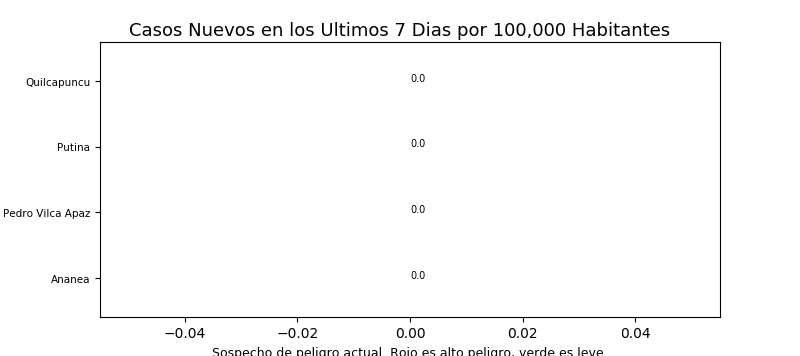 Casos Nuevos en los Ultimos 7 Dias por 100,000 Habitantes
Quilcapuncu 0.0
Putina 0.0
Pedro Vilca Apaz 0.0
Ananea 0.0
−0.04 −0.02 0.00 0.02 0.04
Sospecho de peligro actual. Rojo es alto peligro, verde es leve